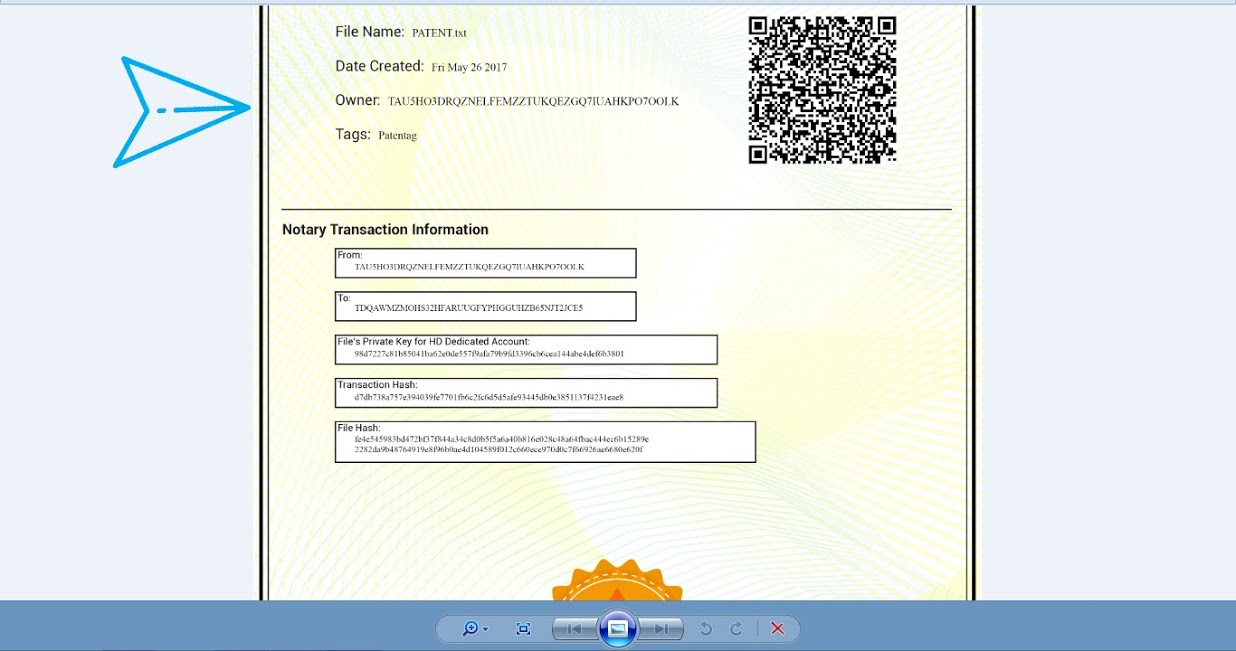 File Name: PATENT.txt
Date Created: Fri May 26 2017
Owner: TAU5HO3DRQZNELFEMZZTUKQEZGQ7IUAHKPO7OOLK
Tags: Patentag
Notary Transaction Information
From:
TAU5HO3DRQZNELFEMZZTUKQEZGQ7IUAHKPO7OOLK
To:
TDQAWMZMOHS32HFARUUGFYPHGGUHZB65NJT2JCE5
File's Private Key for HD Dedicated Account:
98d7227c81b85041ba62e0de557f9afa79b9fd3396cb6cea144abe4def6b3801
Transaction Hash:
d7db738a757e394039fe7701fb6c2fc6d5d5afe93445db0e3851137f4231eae8
File Hash:
fe4e545983bd472bf37f844a34c8d0b5f5a6a40b816e028c48a64fbac444ec6b15289e
2282da9b48764919e8f96b0ae4d104589f012c660ece970d0c7f66926ae6680e620f